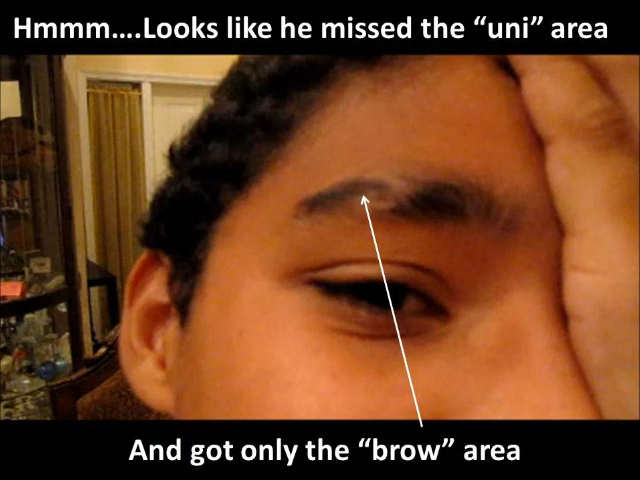 Hmmm….Looks like he missed the “uni” area
And got only the “brow” area